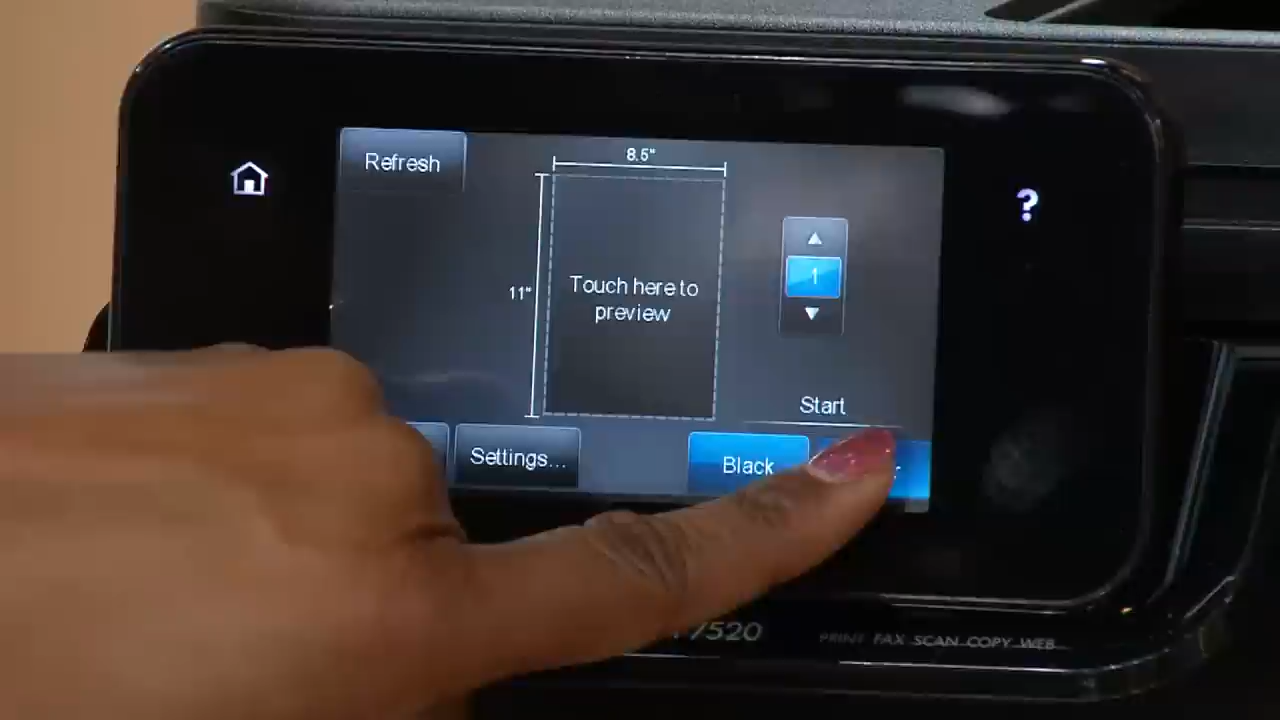 Refresh
8.5"
11"
Touch here to
preview
1
Start
Settings...
Black
?
7520
PRINT FAX SCAN COPY WEB